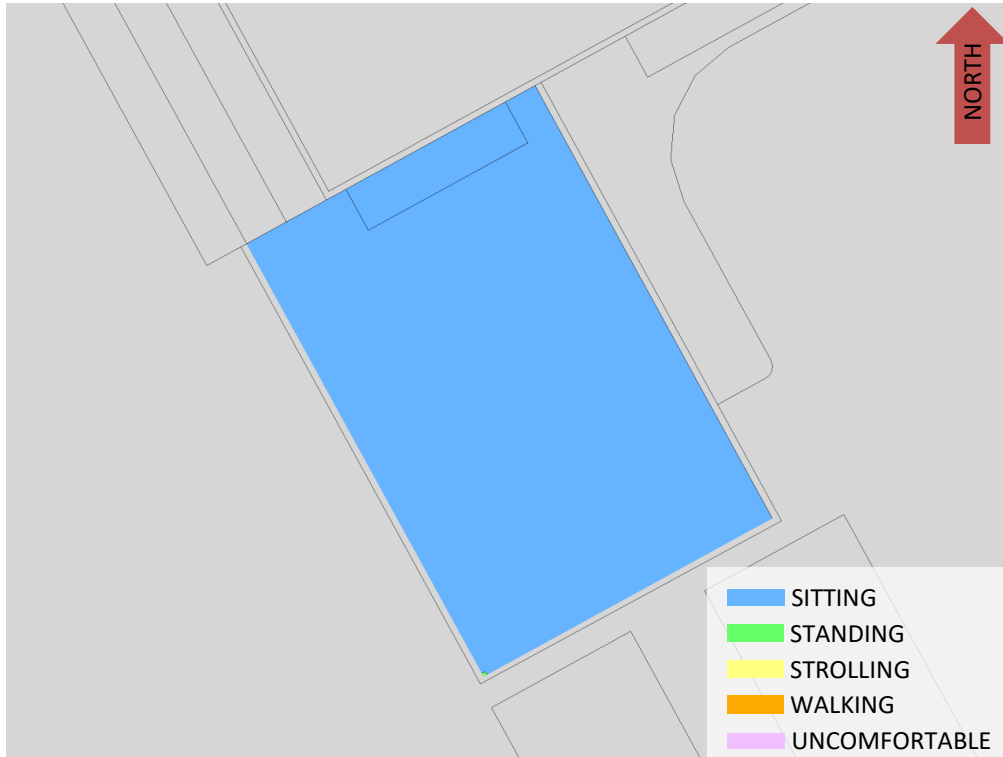 NORTH
SITTING
STANDING
STROLLING
WALKING
UNCOMFORTABLE